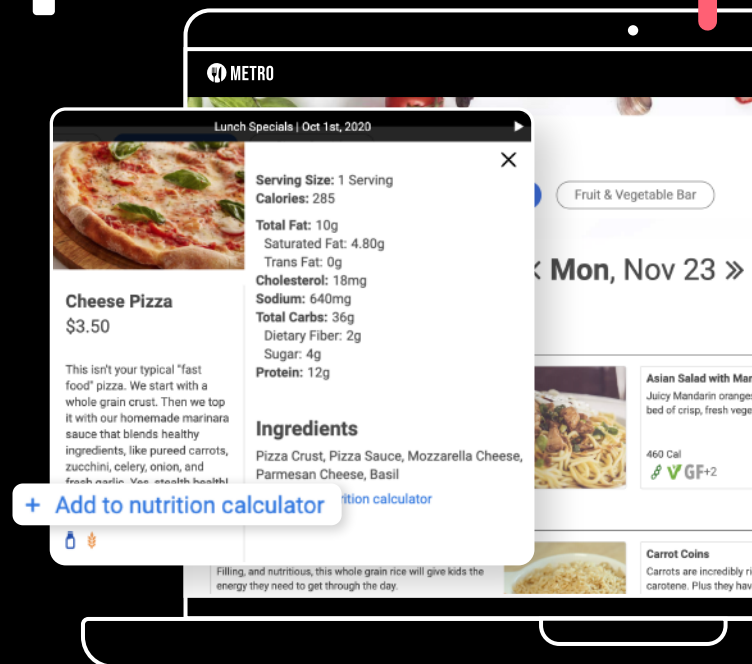 METRO
Lunch Specials | Oct 1st, 2020
Serving Size: 1 Serving
Calories: 285
Total Fat: 10g
Saturated Fat: 4.80g
Trans Fat: 0g
Cholesterol: 18mg
Sodium: 640mg
Total Carbs: 36g
Dietary Fiber: 2g
Sugar: 4g
Protein: 12g
Cheese Pizza
$3.50
This isn't your typical "fast
food" pizza. We start with a
whole grain crust. Then we top
it with our homemade marinara
sauce that blends healthy
ingredients, like pureed carrots,
zucchini, celery, onion, and
fresh garlic. Yes, stealth
Ingredients
Pizza Crust, Pizza Sauce, Mozzarella Cheese,
Parmesan Cheese, Basil
calculator
+ Add to nutrition calculator
Fruit & Vegetable Bar
Mon, Nov 23 »
Asian Salad with
Juicy Mandarin
bed of crisp, fresh
460 Cal
GF+2
Filling, and nutritious, this whole grain rice will give kids the
energy they need to get through the day.
Carrot Coins
Carrots are incredibly
carotene. Plus they